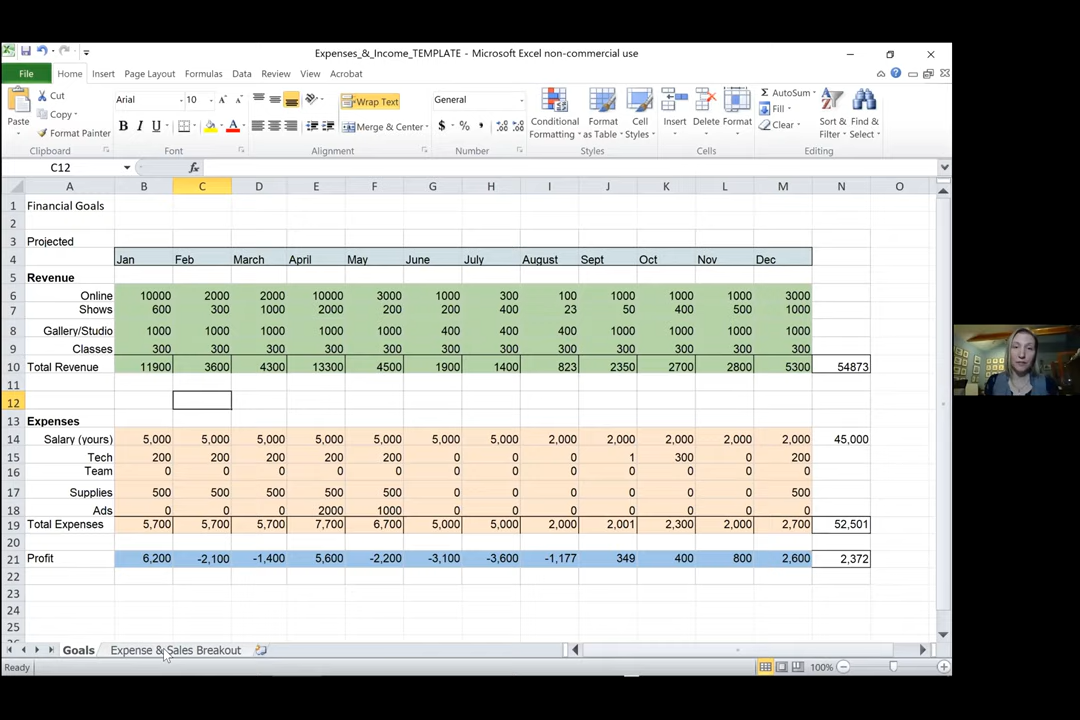 Expenses_&_Income_TEMPLATE - Microsoft Excel non-commercial use
File Home Insert Page Layout Formulas Data Review View Acrobat
Paste Cut Copy Format Painter Clipboard
Arial 10 A A B I U A Font
Wrap Text Merge & Center Alignment
General $ % , Number
Conditional Formatting Format as Table Cell Styles Styles
Insert Delete Format Cells
Σ AutoSum Fill Clear Sort & Filter Find & Select Editing
C12 fx
A B C D E F G H I J K L M N O
1 Financial Goals
2
3 Projected
4 Jan Feb March April May June July August Sept Oct Nov Dec
5 Revenue
6 Online 10000 2000 2000 10000 3000 1000 300 100 1000 1000 1000 3000
7 Shows 600 300 1000 2000 200 200 400 23 50 400 500 1000
8 Gallery/Studio 1000 1000 1000 1000 1000 400 400 400 1000 1000 1000 1000
9 Classes 300 300 300 300 300 300 300 300 300 300 300 300
10 Total Revenue 11900 3600 4300 13300 4500 1900 1400 823 2350 2700 2800 5300 54873
11
12
13 Expenses
14 Salary (yours) 5,000 5,000 5,000 5,000 5,000 5,000 5,000 2,000 2,000 2,000 2,000 2,000 45,000
15 Tech 200 200 200 200 200 0 0 0 1 300 0 200
16 Team 0 0 0 0 0 0 0 0 0 0 0 0
17 Supplies 500 500 500 500 500 0 0 0 0 0 0 500
18 Ads 0 0 0 2000 1000 0 0 0 0 0 0 0
19 Total Expenses 5,700 5,700 5,700 7,700 6,700 5,000 5,000 2,000 2,001 2,300 2,000 2,700 52,501
20
21 Profit 6,200 -2,100 -1,400 5,600 -2,200 -3,100 -3,600 -1,177 349 400 800 2,600 2,372
22
23
24
25
Goals Expense & Sales Breakout
Ready 100%